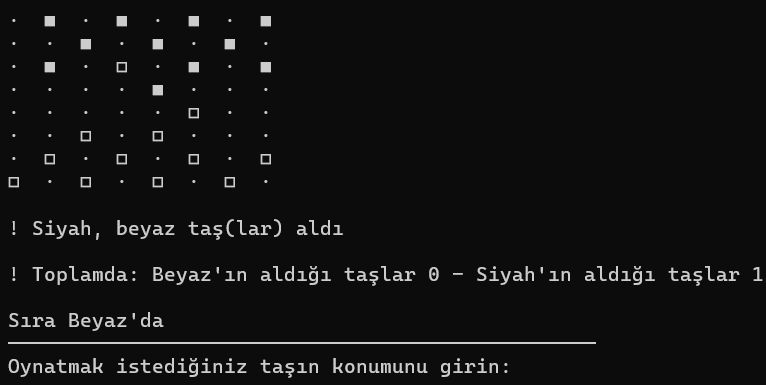 · ■ · ■ · ■ · ■
· · ■ · ■ · ■ ·
· ■ · □ · ■ · ■
· · · · ■ · · ·
· · · · · □ · ·
· · □ · □ · · ·
· □ · □ · □ · □
□ · □ · □ · □ ·
! Siyah, beyaz taş(lar) aldı
! Toplamda: Beyaz'ın aldığı taşlar 0 - Siyah'ın aldığı taşlar 1
Sıra Beyaz'da
Oynatmak istediğiniz taşın konumunu girin: